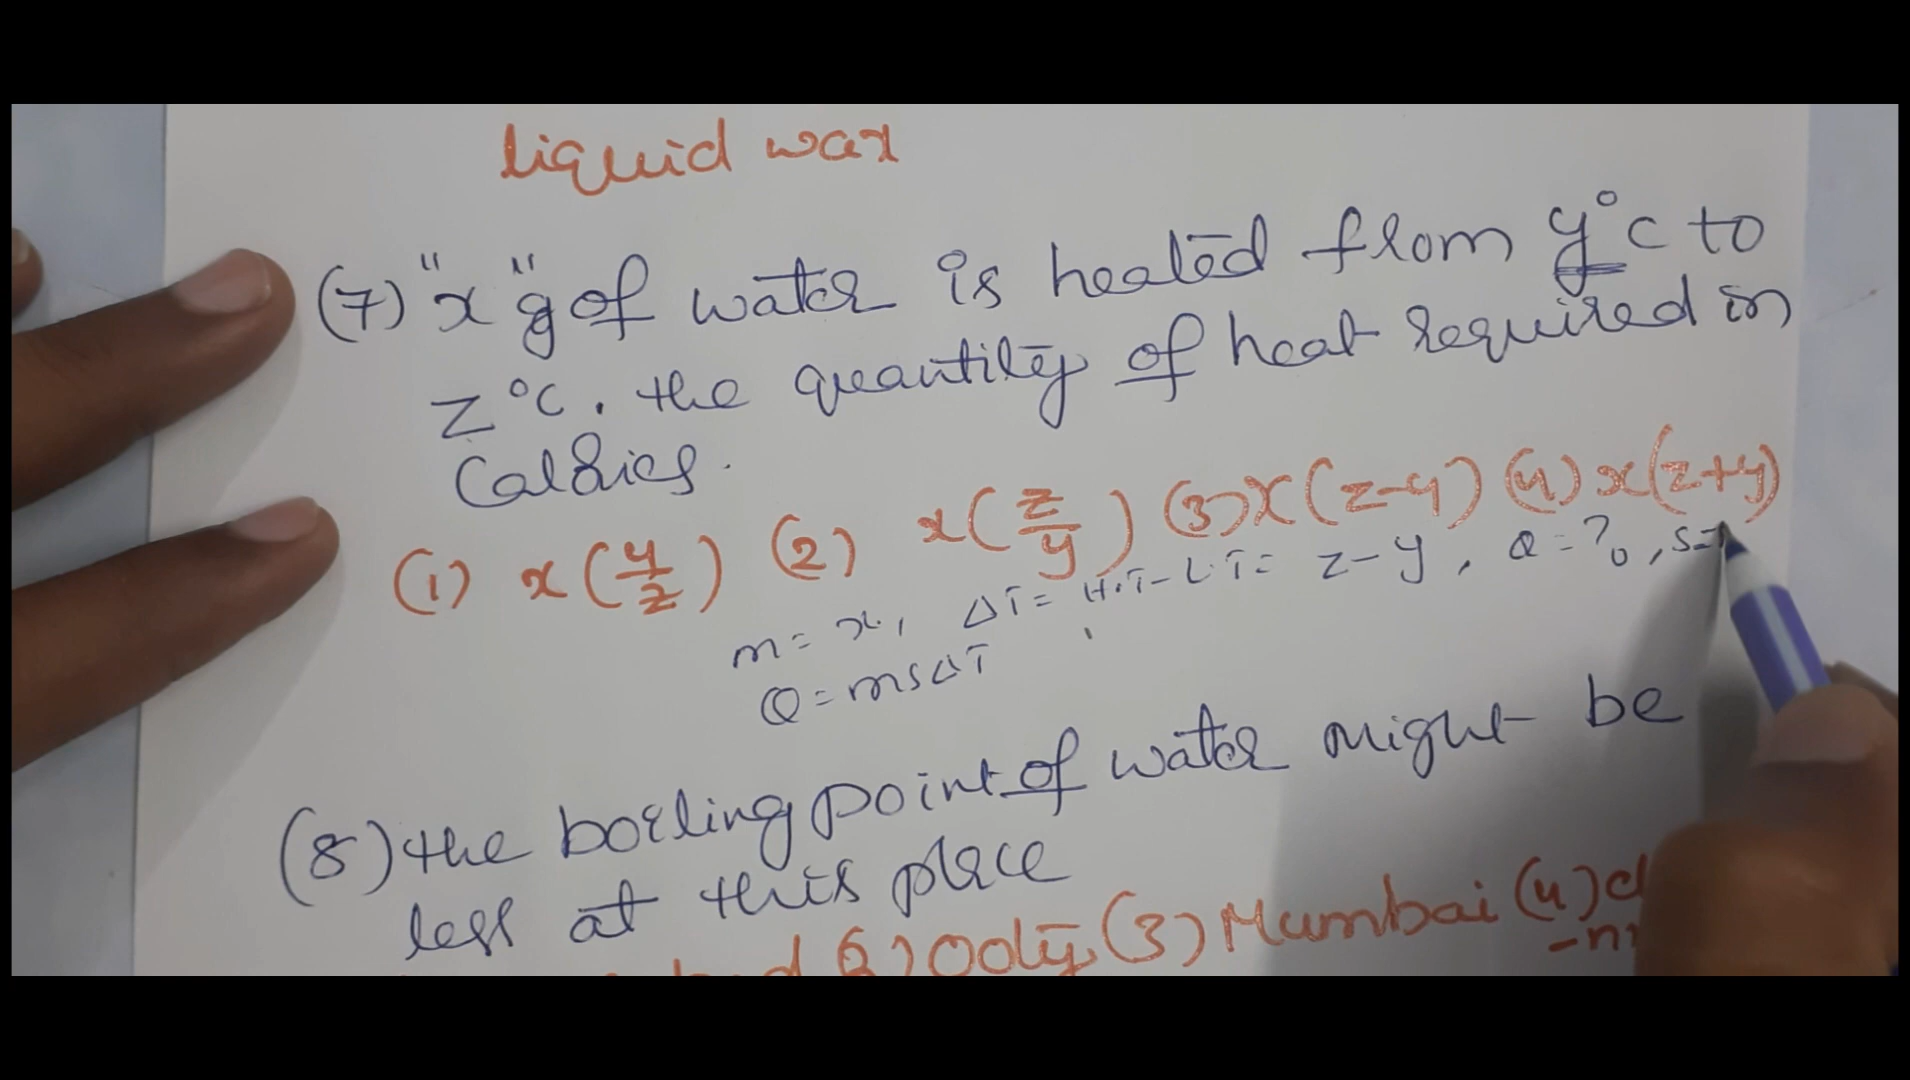 liquid wax
(7) "x" g of water is heated from y°c to
z°c. the quantity of heat required in
Calories.
(1) x(y/z) (2) x(z/y) (3) x(z-y) (4) x(z+y)
m = x, ΔT = H.T - L.T = z-y, Q = ?, s=
Q = msΔT
(8) the boiling point of water might be
less at this place
Ooty (3) Mumbai (4)